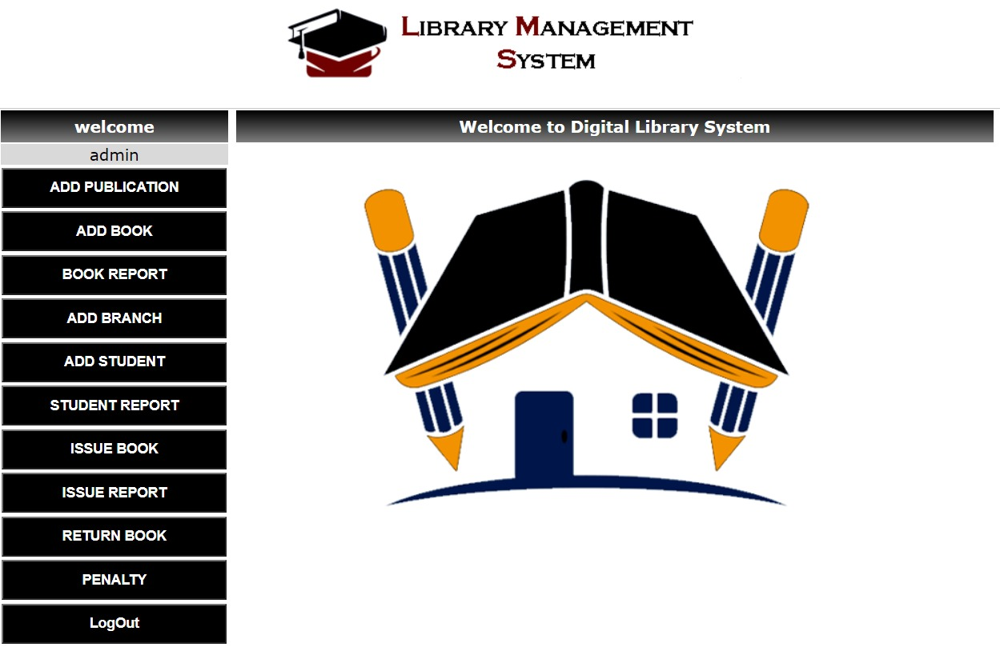 LIBRARY MANAGEMENT
SYSTEM
welcome
admin
ADD PUBLICATION
ADD BOOK
BOOK REPORT
ADD BRANCH
ADD STUDENT
STUDENT REPORT
ISSUE BOOK
ISSUE REPORT
RETURN BOOK
PENALTY
LogOut
Welcome to Digital Library System